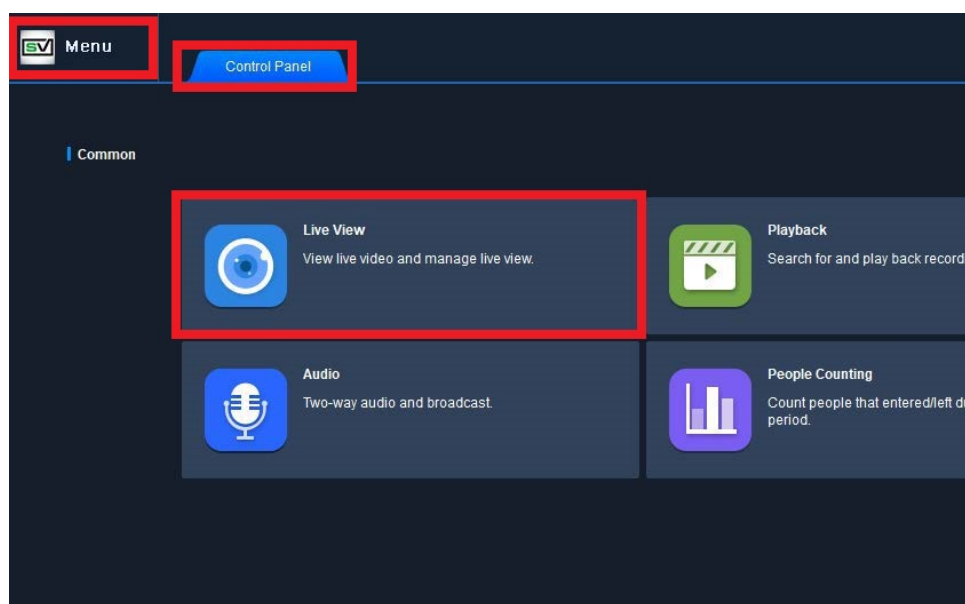 SV Menu
Control Panel
Common
Live View
View live video and manage live view.
Playback
Search for and play back record
Audio
Two-way audio and broadcast.
People Counting
Count people that entered/left
period.